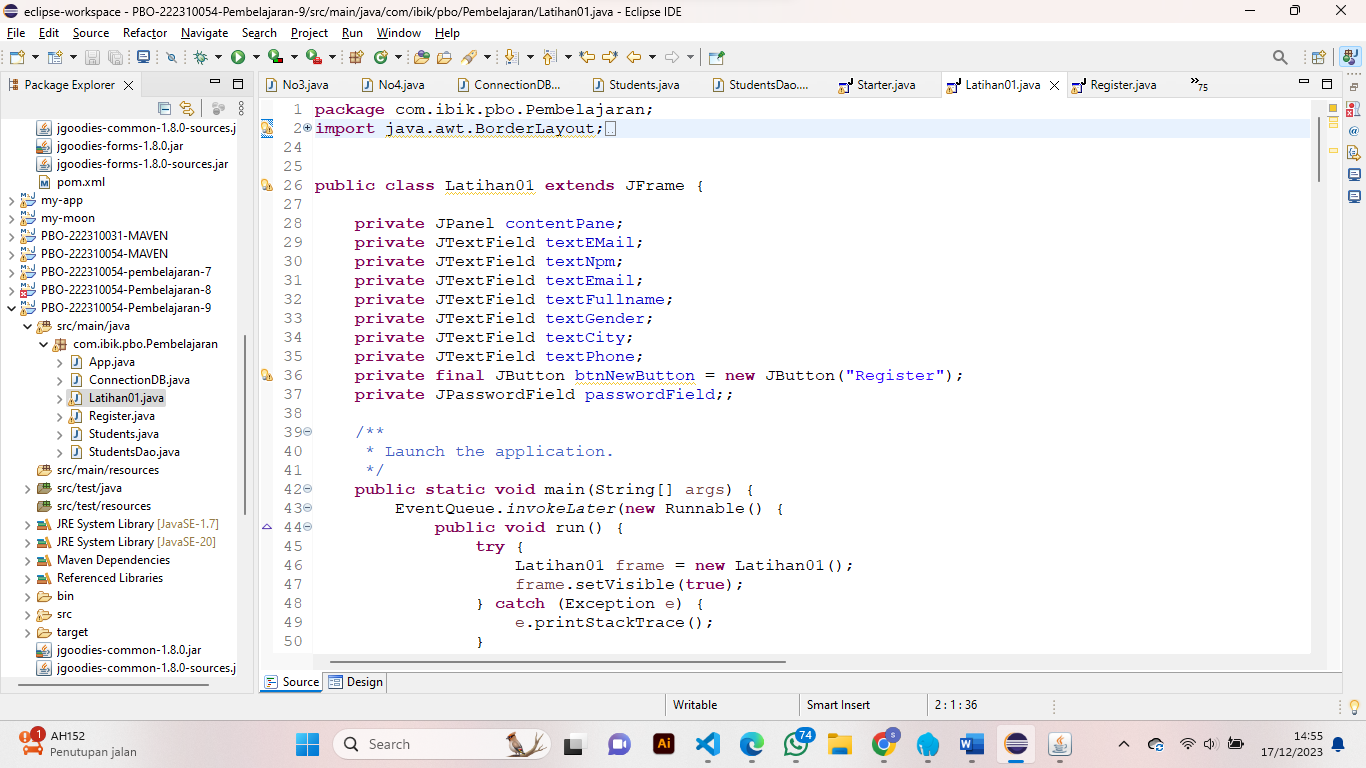 eclipse-workspace - PBO-222310054-Pembelajaran-9/src/main/java/com/ibik/pbo/Pembelajaran/Latihan01.java - Eclipse IDE
File Edit Source Refactor Navigate Search Project Run Window Help
Package Explorer
No3.java No4.java ConnectionDB... Students.java StudentsDao.... Starter.java Latihan01.java Register.java 75
jgoodies-common-1.8.0-sources.j
jgoodies-forms-1.8.0.jar
jgoodies-forms-1.8.0-sources.jar
pom.xml
my-app
my-moon
PBO-222310031-MAVEN
PBO-222310054-MAVEN
PBO-222310054-pembelajaran-7
PBO-222310054-Pembelajaran-8
PBO-222310054-Pembelajaran-9
src/main/java
com.ibik.pbo.Pembelajaran
App.java
ConnectionDB.java
Latihan01.java
Register.java
Students.java
StudentsDao.java
src/main/resources
src/test/java
src/test/resources
JRE System Library [JavaSE-1.7]
JRE System Library [JavaSE-20]
Maven Dependencies
Referenced Libraries
bin
src
target
jgoodies-common-1.8.0.jar
jgoodies-common-1.8.0-sources.j
1 package com.ibik.pbo.Pembelajaran;
2 import java.awt.BorderLayout;
24
25
26 public class Latihan01 extends JFrame {
27
28 private JPanel contentPane;
29 private JTextField textEMail;
30 private JTextField textNpm;
31 private JTextField textEmail;
32 private JTextField textFullname;
33 private JTextField textGender;
34 private JTextField textCity;
35 private JTextField textPhone;
36 private final JButton btnNewButton = new JButton("Register");
37 private JPasswordField passwordField;;
38
39 /**
40 * Launch the application.
41 */
42 public static void main(String[] args) {
43 EventQueue.invokeLater(new Runnable() {
44 public void run() {
45 try {
46 Latihan01 frame = new Latihan01();
47 frame.setVisible(true);
48 } catch (Exception e) {
49 e.printStackTrace();
50 }
Source Design
Writable Smart Insert 2 : 1 : 36
1 AH152
Penutupan jalan
Search
Ai
74
S
14:55
17/12/2023